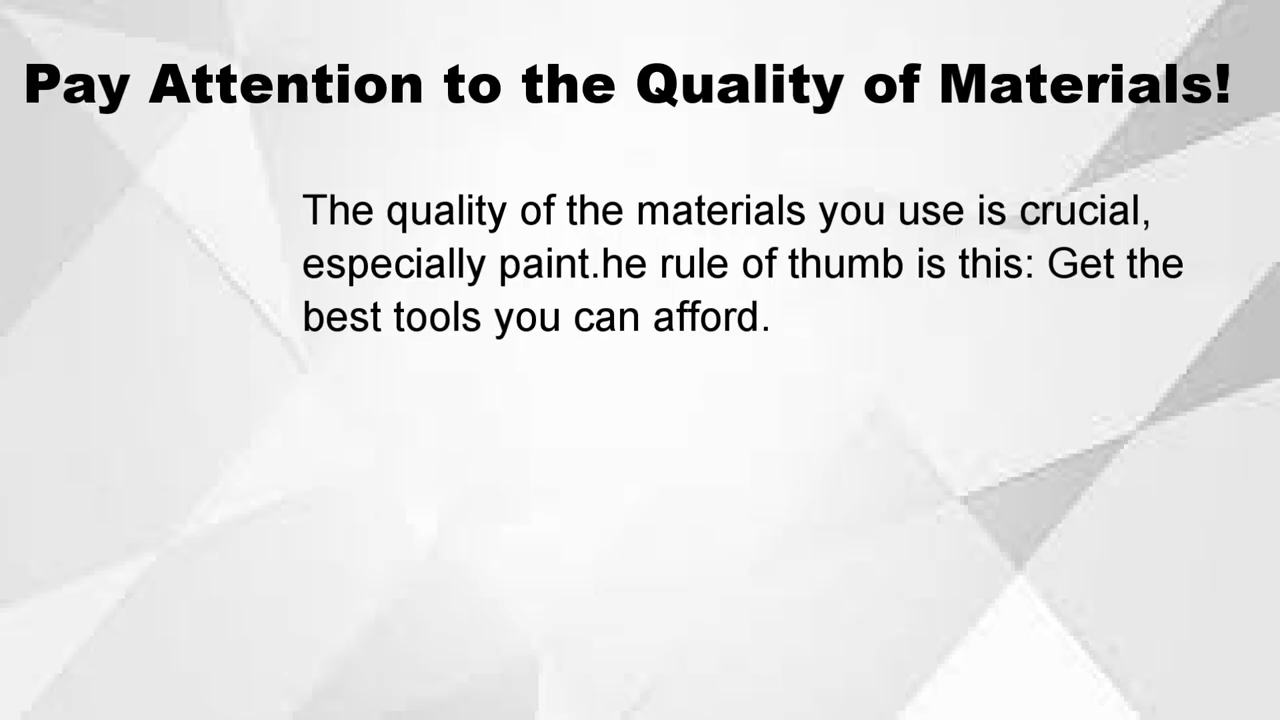 Pay Attention to the Quality of Materials!
The quality of the materials you use is crucial,
especially paint.he rule of thumb is this: Get the
best tools you can afford.